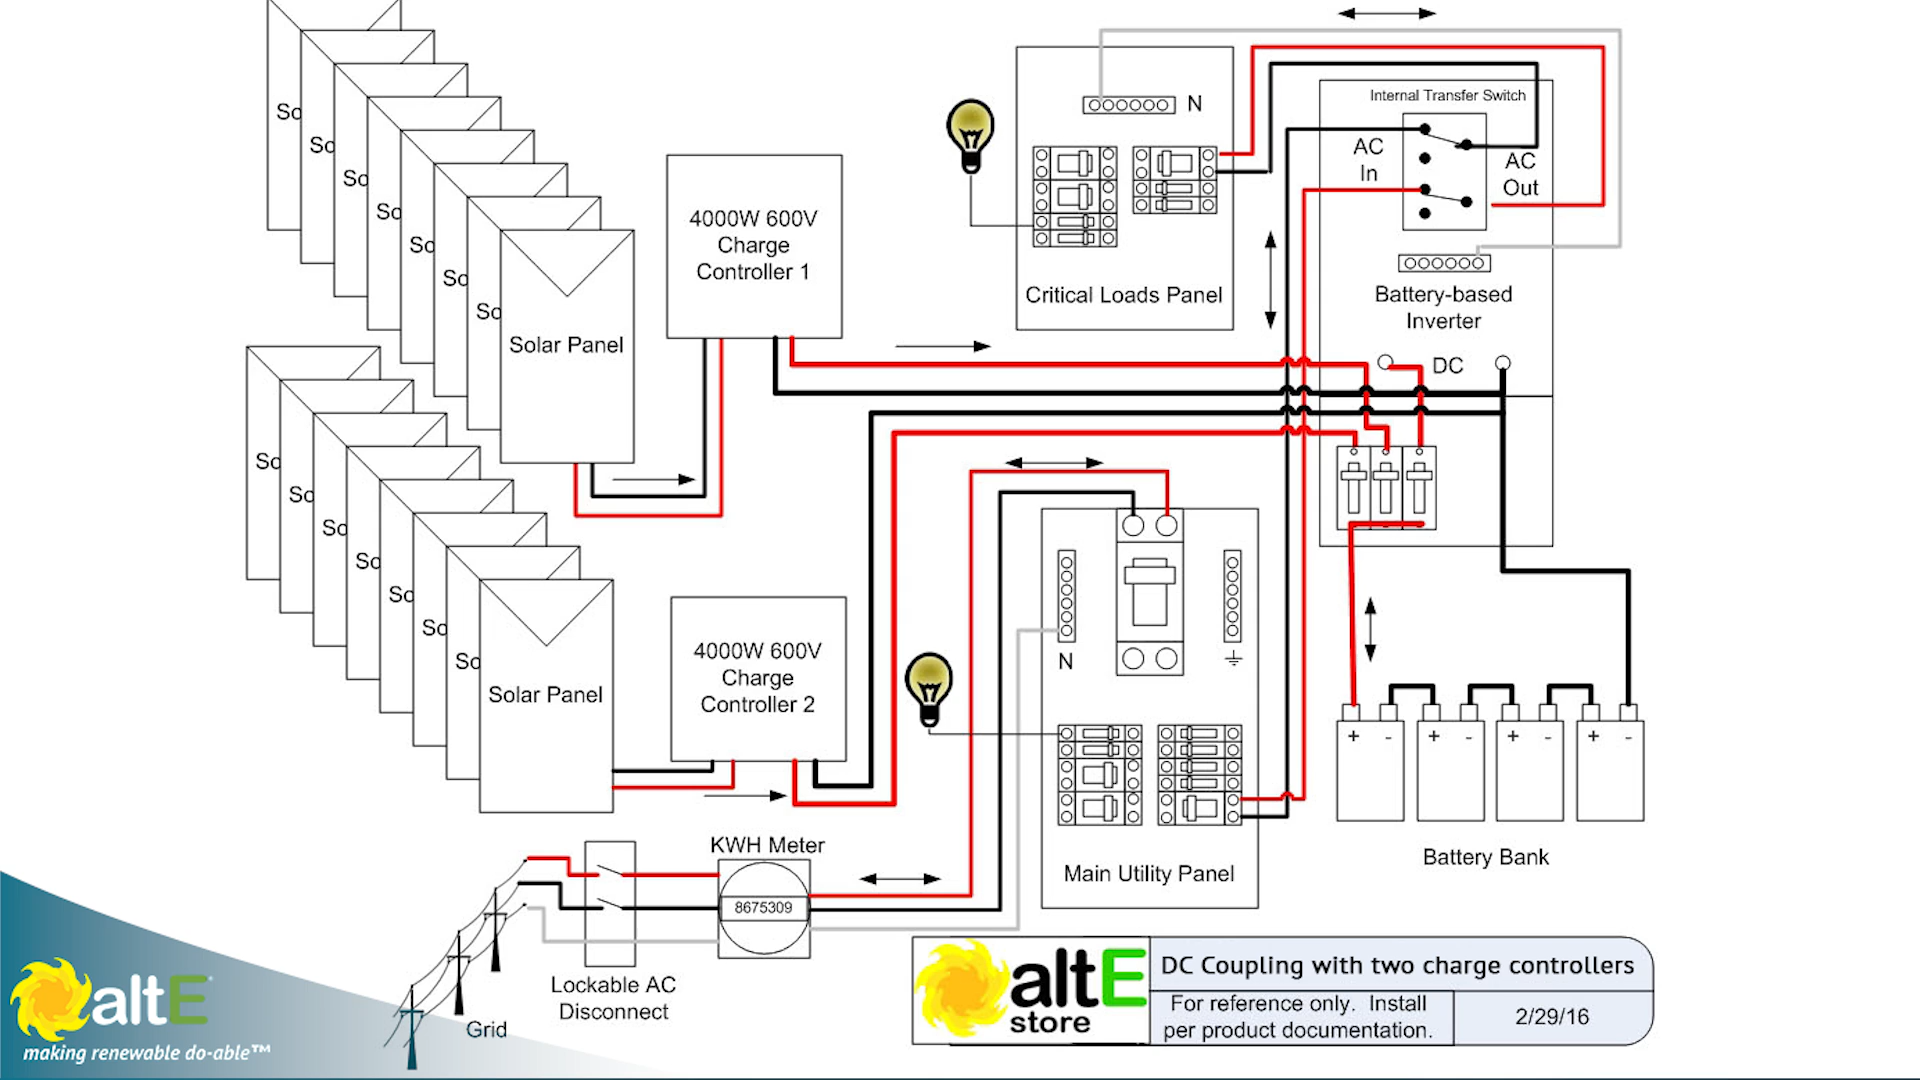 So
So
So
So
So
So
So
Solar Panel
So
So
So
So
So
So
So
Solar Panel
4000W 600V
Charge
Controller 1
4000W 600V
Charge
Controller 2
N
Critical Loads Panel
Internal Transfer Switch
AC
In
AC
Out
Battery-based
Inverter
DC
N
Main Utility Panel
+ - + - + - + -
Battery Bank
KWH Meter
8675309
Lockable AC
Disconnect
Grid
altE
making renewable do-able™
altE
store
DC Coupling with two charge controllers
For reference only. Install
per product documentation.
2/29/16